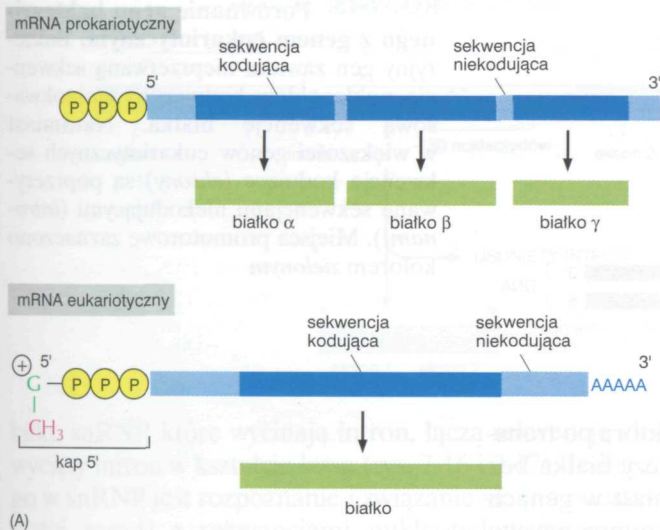 mRNA prokariotyczny
sekwencja
kodująca
sekwencja
niekodująca
5'
3'
P P P
białko α
białko β
białko γ
mRNA eukariotyczny
sekwencja
kodująca
sekwencja
niekodująca
+
5'
3'
G P P P
AAAAA
CH3
kap 5'
białko
(A)